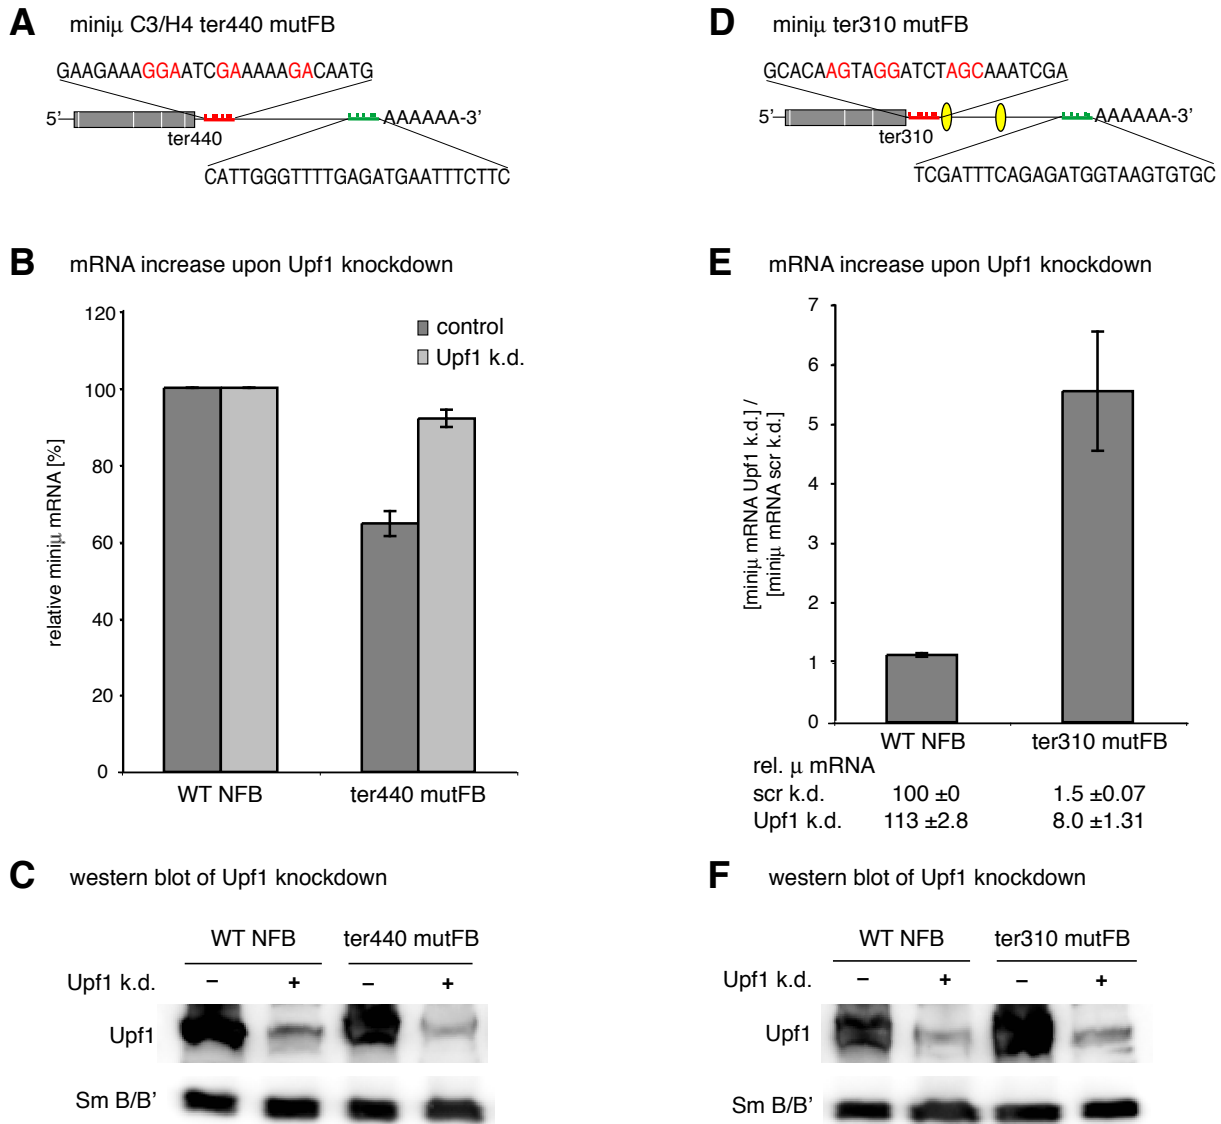 A miniμ C3/H4 ter440 mutFB
GAAGAAAGGAATCGAAAAAGACAATG
5’ AAAAAA-3’
ter440
CATTGGGTTTTGAGATGAATTTCTTC
B mRNA increase upon Upf1 knockdown
relative miniμ mRNA [%]
120
100
80
60
40
20
0
control
Upf1 k.d.
WT NFB ter440 mutFB
C western blot of Upf1 knockdown
WT NFB ter440 mutFB
Upf1 k.d. – + – +
Upf1
Sm B/B’
D miniμ ter310 mutFB
GCACAAGTAGGATCTAGCAAATCGA
5’ AAAAAA-3’
ter310
TCGATTTCAGAGATGGTAAGTGTGC
E mRNA increase upon Upf1 knockdown
[miniμ mRNA Upf1 k.d.] /
[miniμ mRNA scr k.d.]
7
6
5
4
3
2
1
0
WT NFB ter310 mutFB
rel. μ mRNA
scr k.d. 100 ±0 1.5 ±0.07
Upf1 k.d. 113 ±2.8 8.0 ±1.31
F western blot of Upf1 knockdown
WT NFB ter310 mutFB
Upf1 k.d. – + – +
Upf1
Sm B/B’